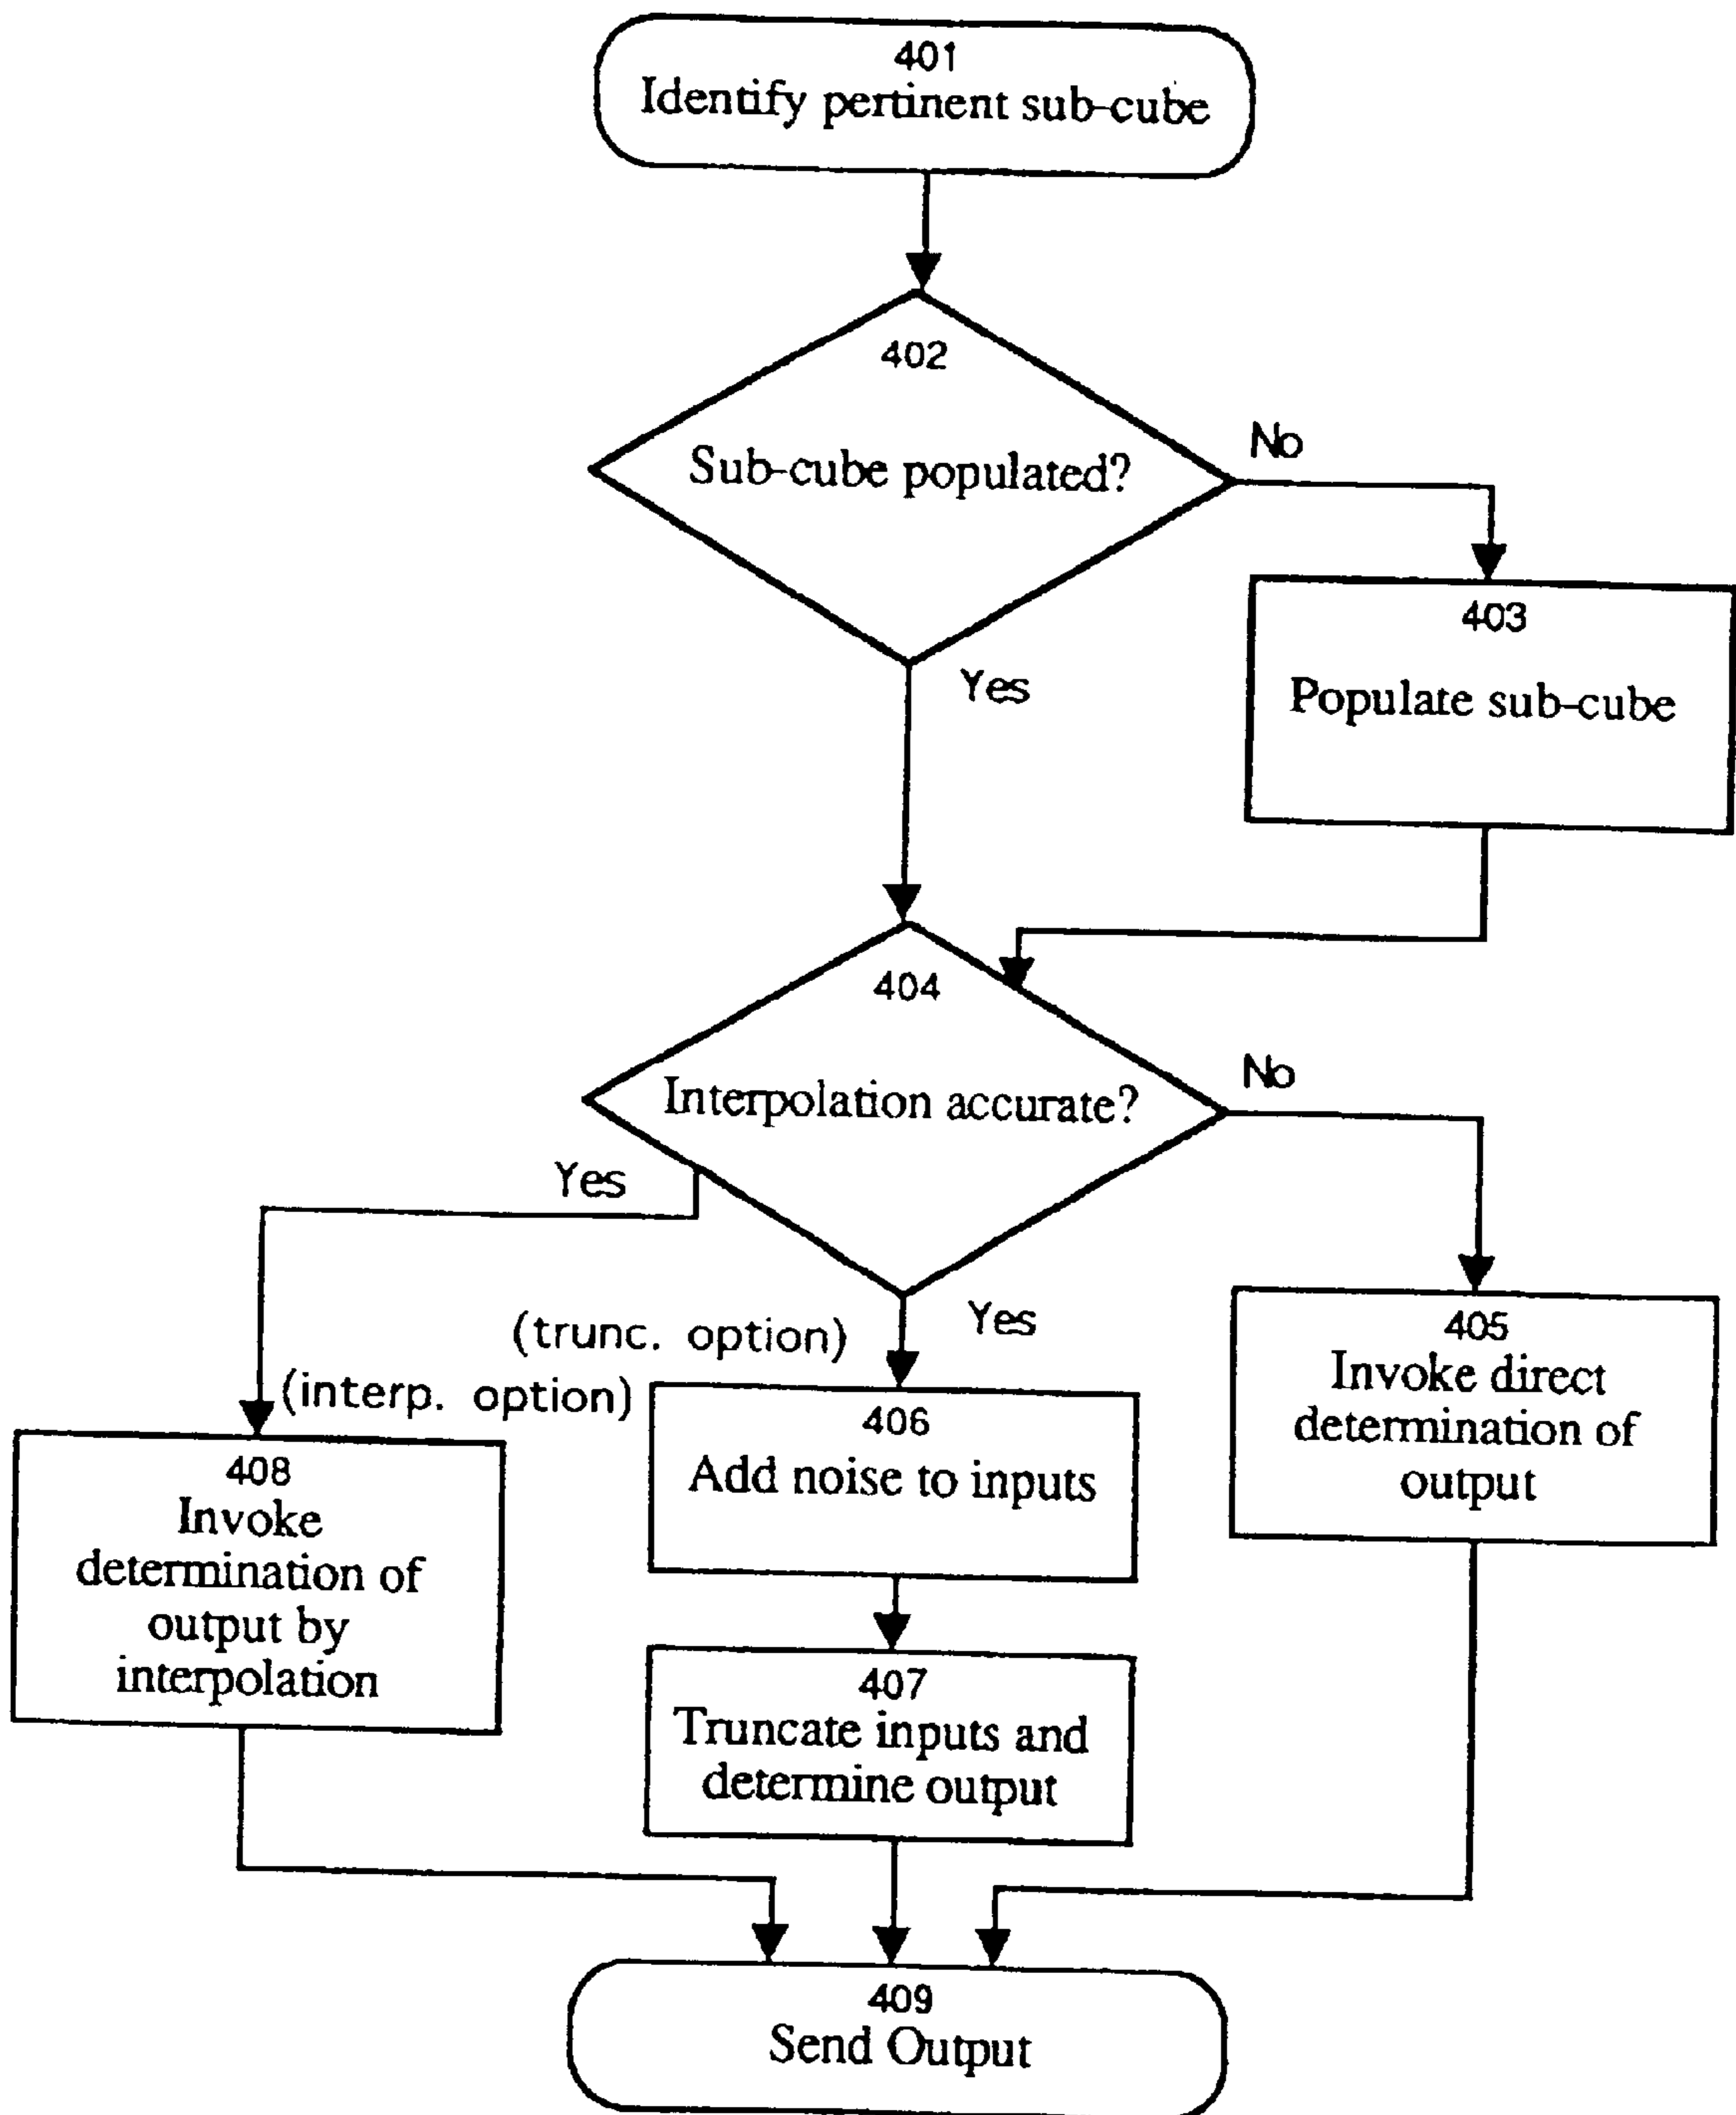 401
Identify pertinent sub-cube
402
Sub-cube populated?
No
Yes
403
Populate sub-cube
404
Interpolation accurate?
No
Yes
Yes
(trunc. option)
(interp. option)
405
Invoke direct
determination of
output
406
Add noise to inputs
408
Invoke
determination of
output by
interpolation
407
Truncate inputs and
determine output
409
Send Output